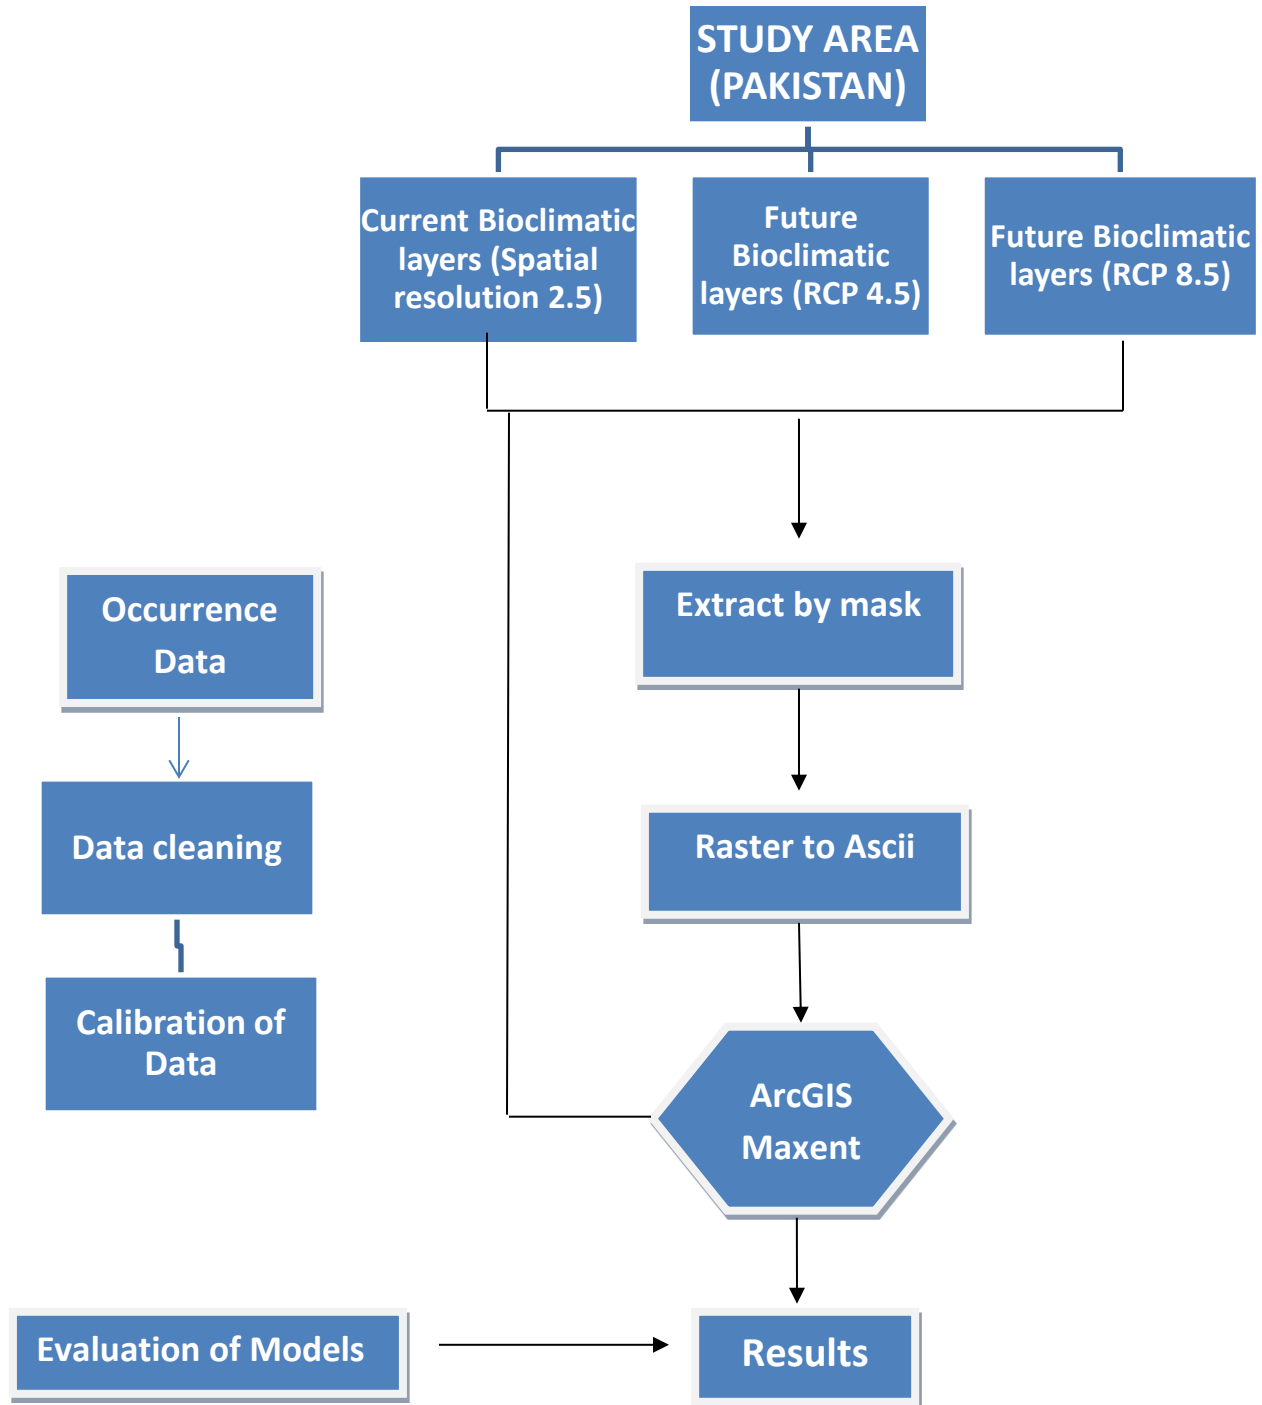 STUDY AREA
(PAKISTAN)
Current Bioclimatic
layers (Spatial
resolution 2.5)
Future
Bioclimatic
layers (RCP 4.5)
Future Bioclimatic
layers (RCP 8.5)
Extract by mask
Occurrence
Data
Data cleaning
Raster to Ascii
Calibration of
Data
ArcGIS
Maxent
Evaluation of Models
Results